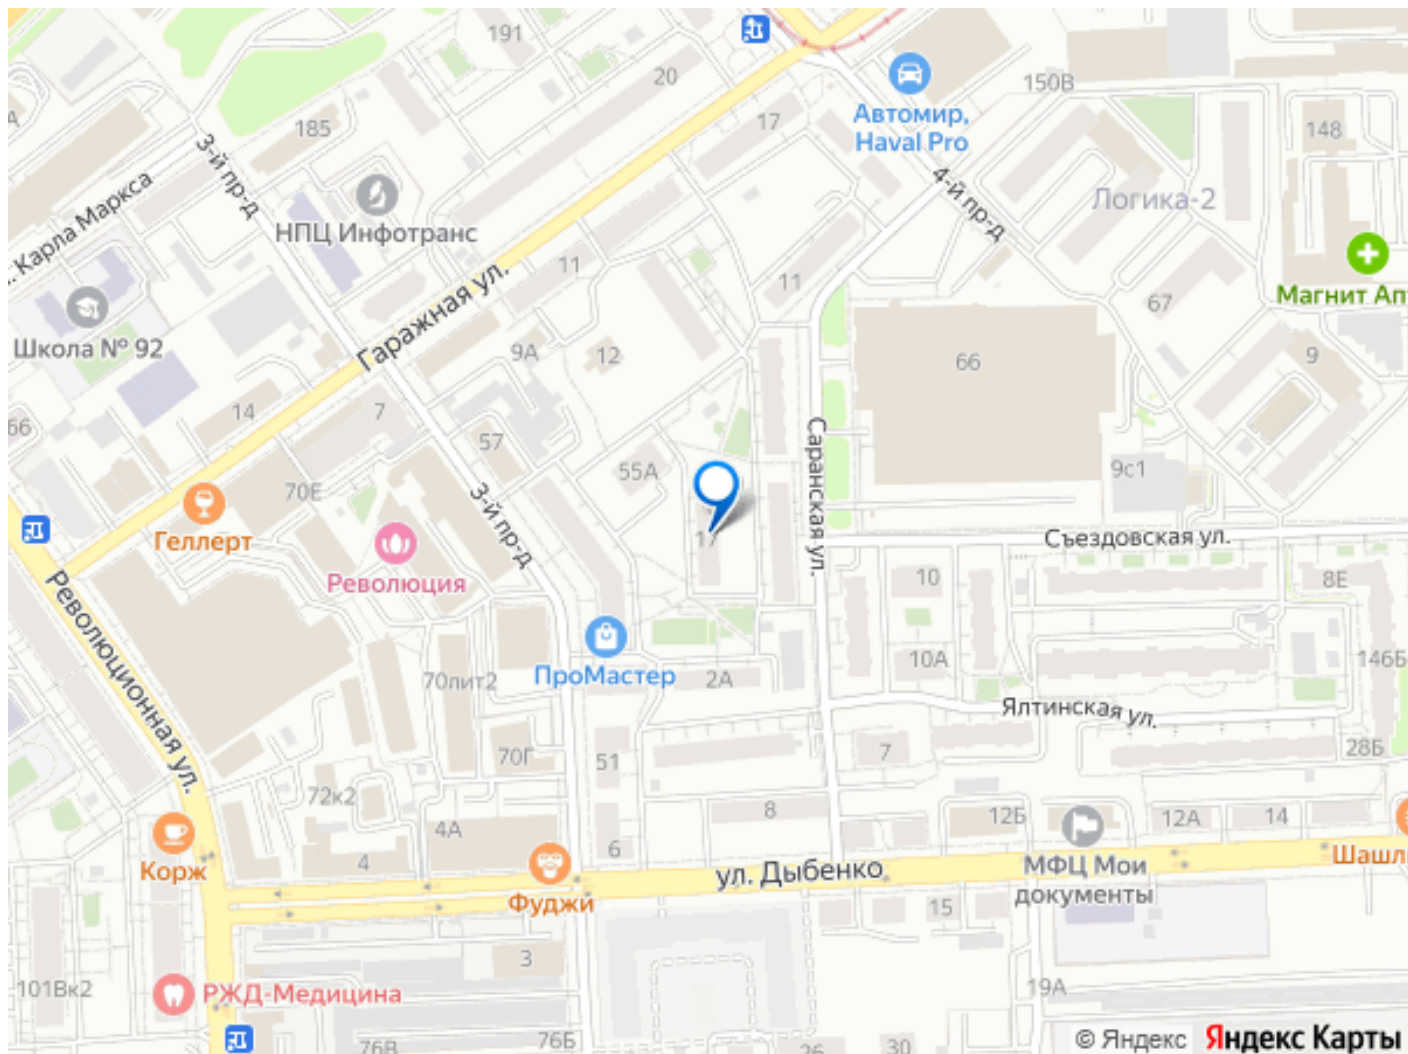 191
20
150В
Автомир,
Haval Pro
17
185
148
3-й пр-д
4-й пр-д
Карла Маркса
Логика-2
НПЦ Инфотранс
11
11
Магнит Ап
67
Гаражная ул.
Школа № 92
9А
12
66
9
14
7
66
57
Саранская ул.
55А
9с1
70Е
3-й пр-д
Геллерт
Революция
17
Съездовская ул.
10
8Е
Революционная ул.
ПроМастер
2А
10А
146Б
70лит2
Ялтинская ул.
70Г
51
7
28Б
72к2
8
12Б
12А
14
4А
4
6
Корж
Фуджи
ул. Дыбенко
МФЦ Мои
документы
Шашл
15
3
101Вк2
РЖД-Медицина
19А
76В
76Б
26
30
© Яндекс Яндекс Карты